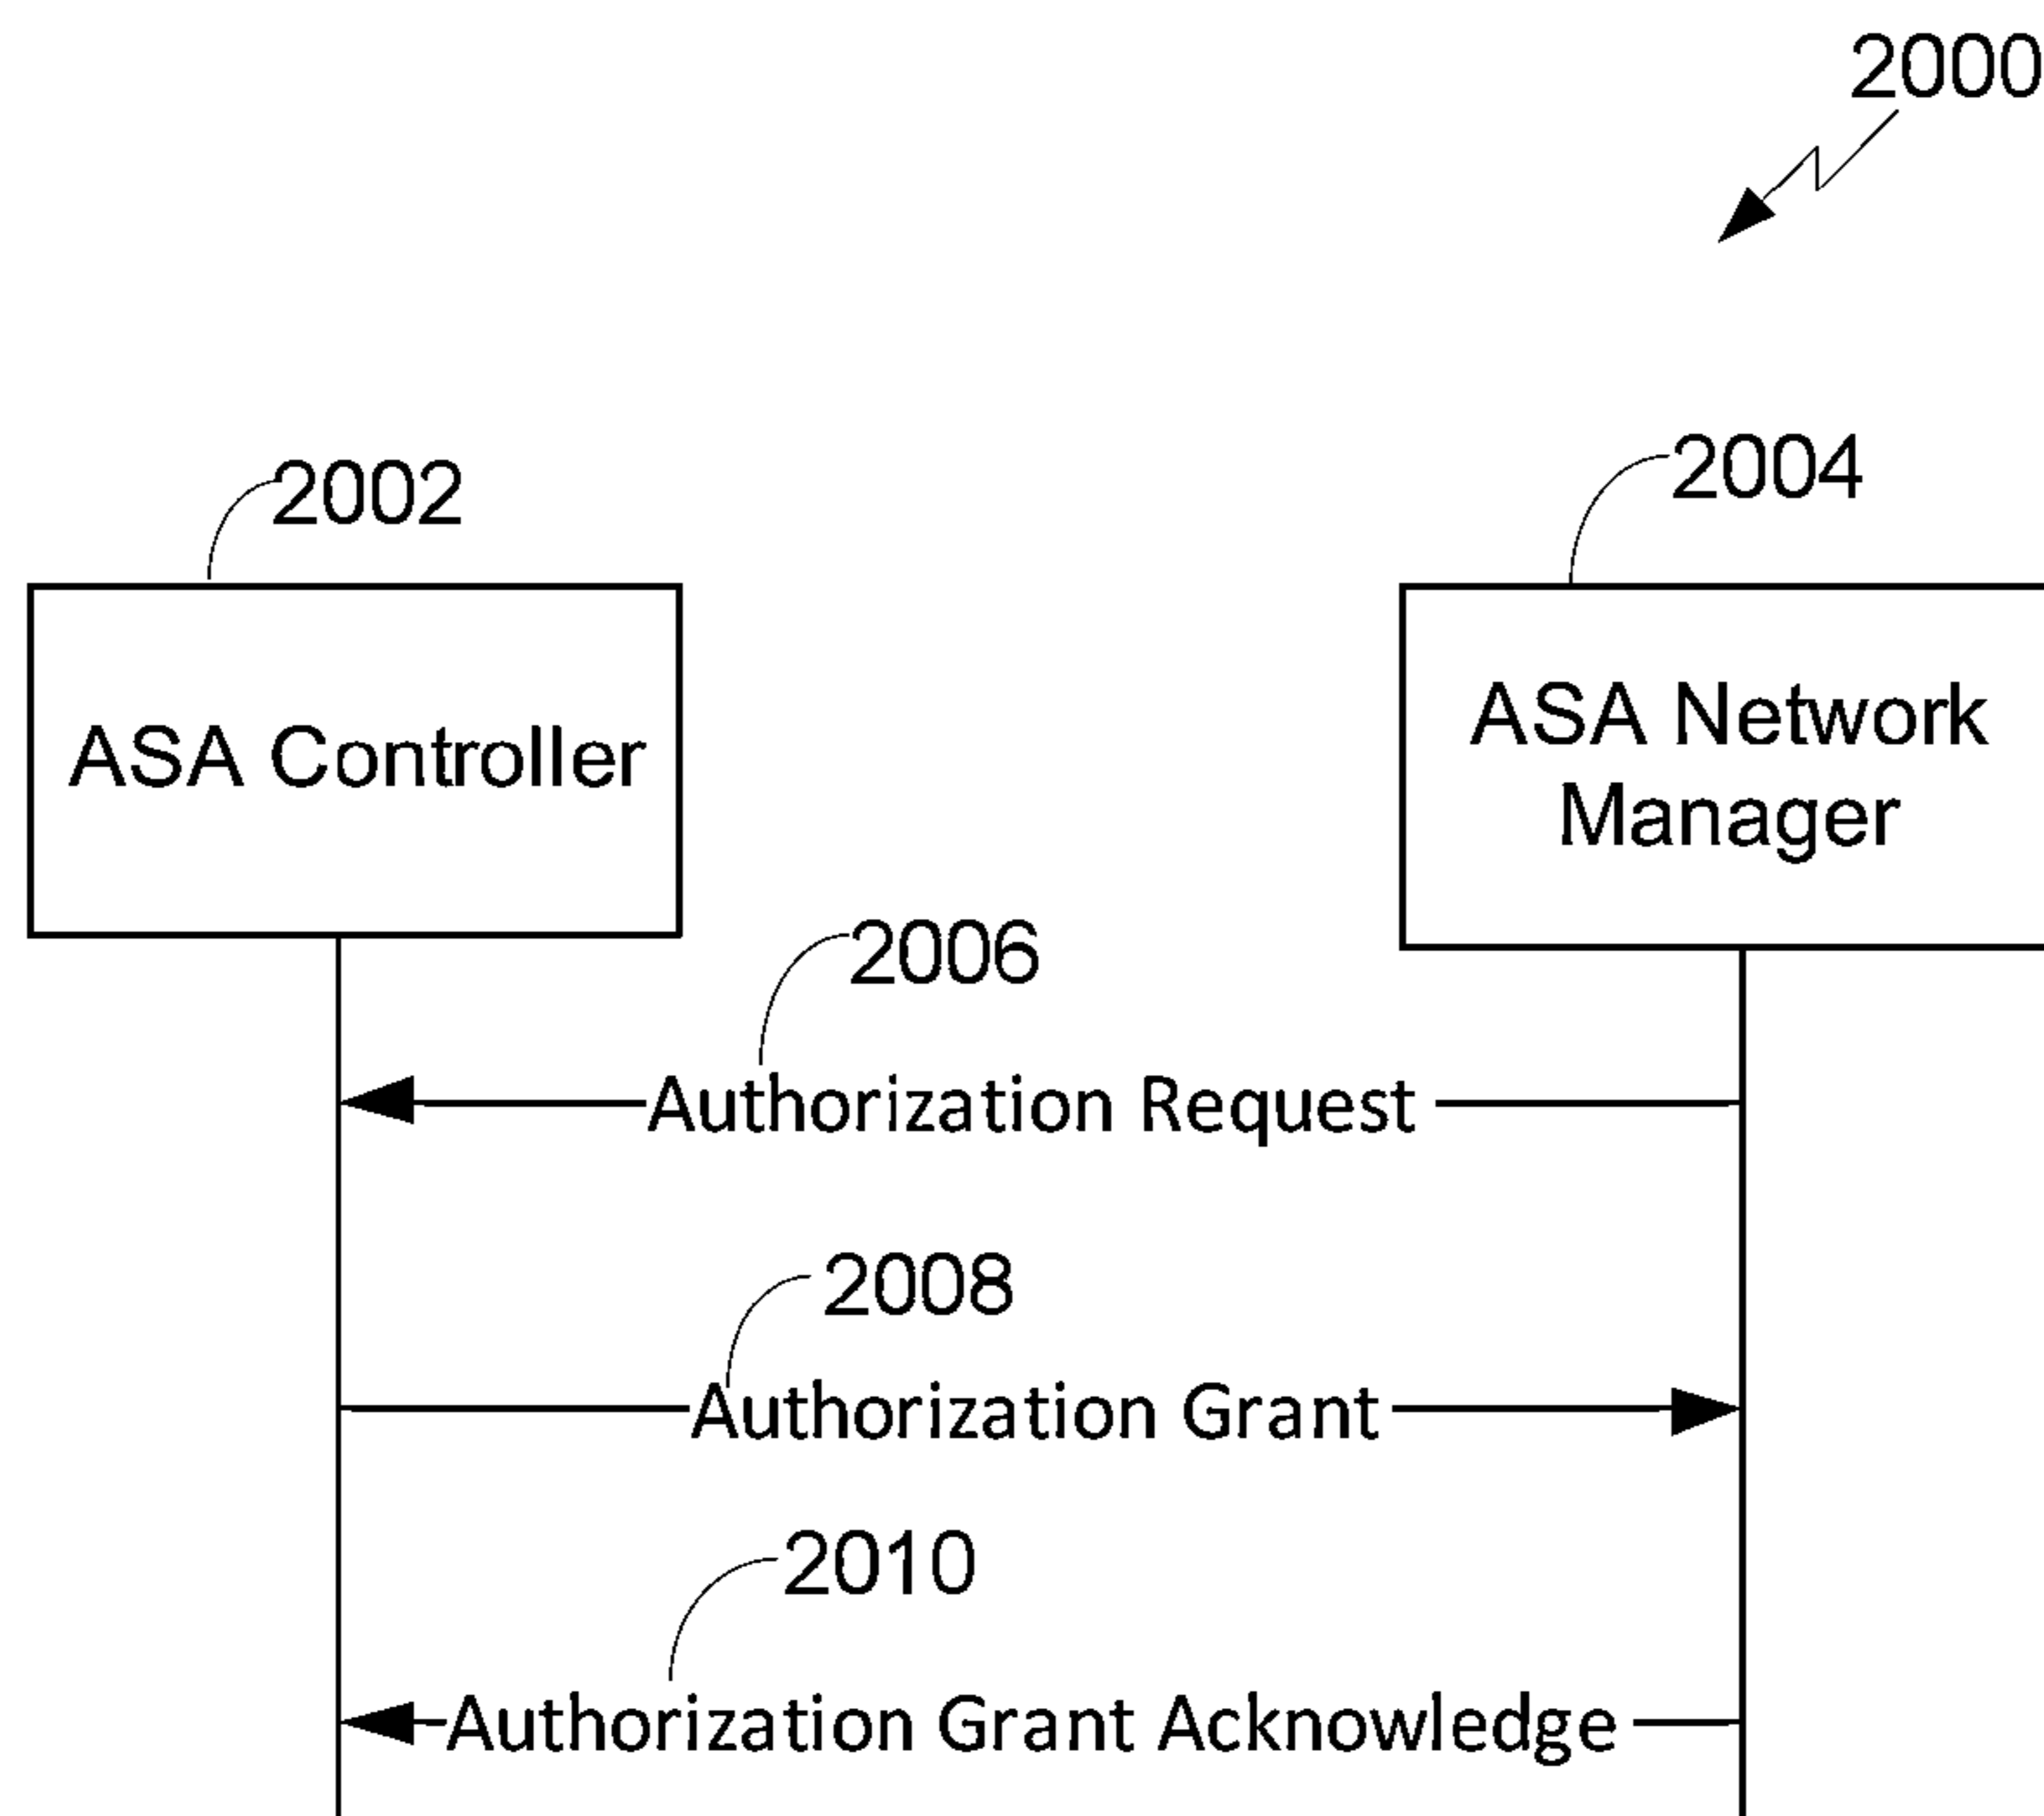 2000
2002
2004
ASA Controller
ASA Network
Manager
2006
Authorization Request
2008
Authorization Grant
2010
Authorization Grant Acknowledge